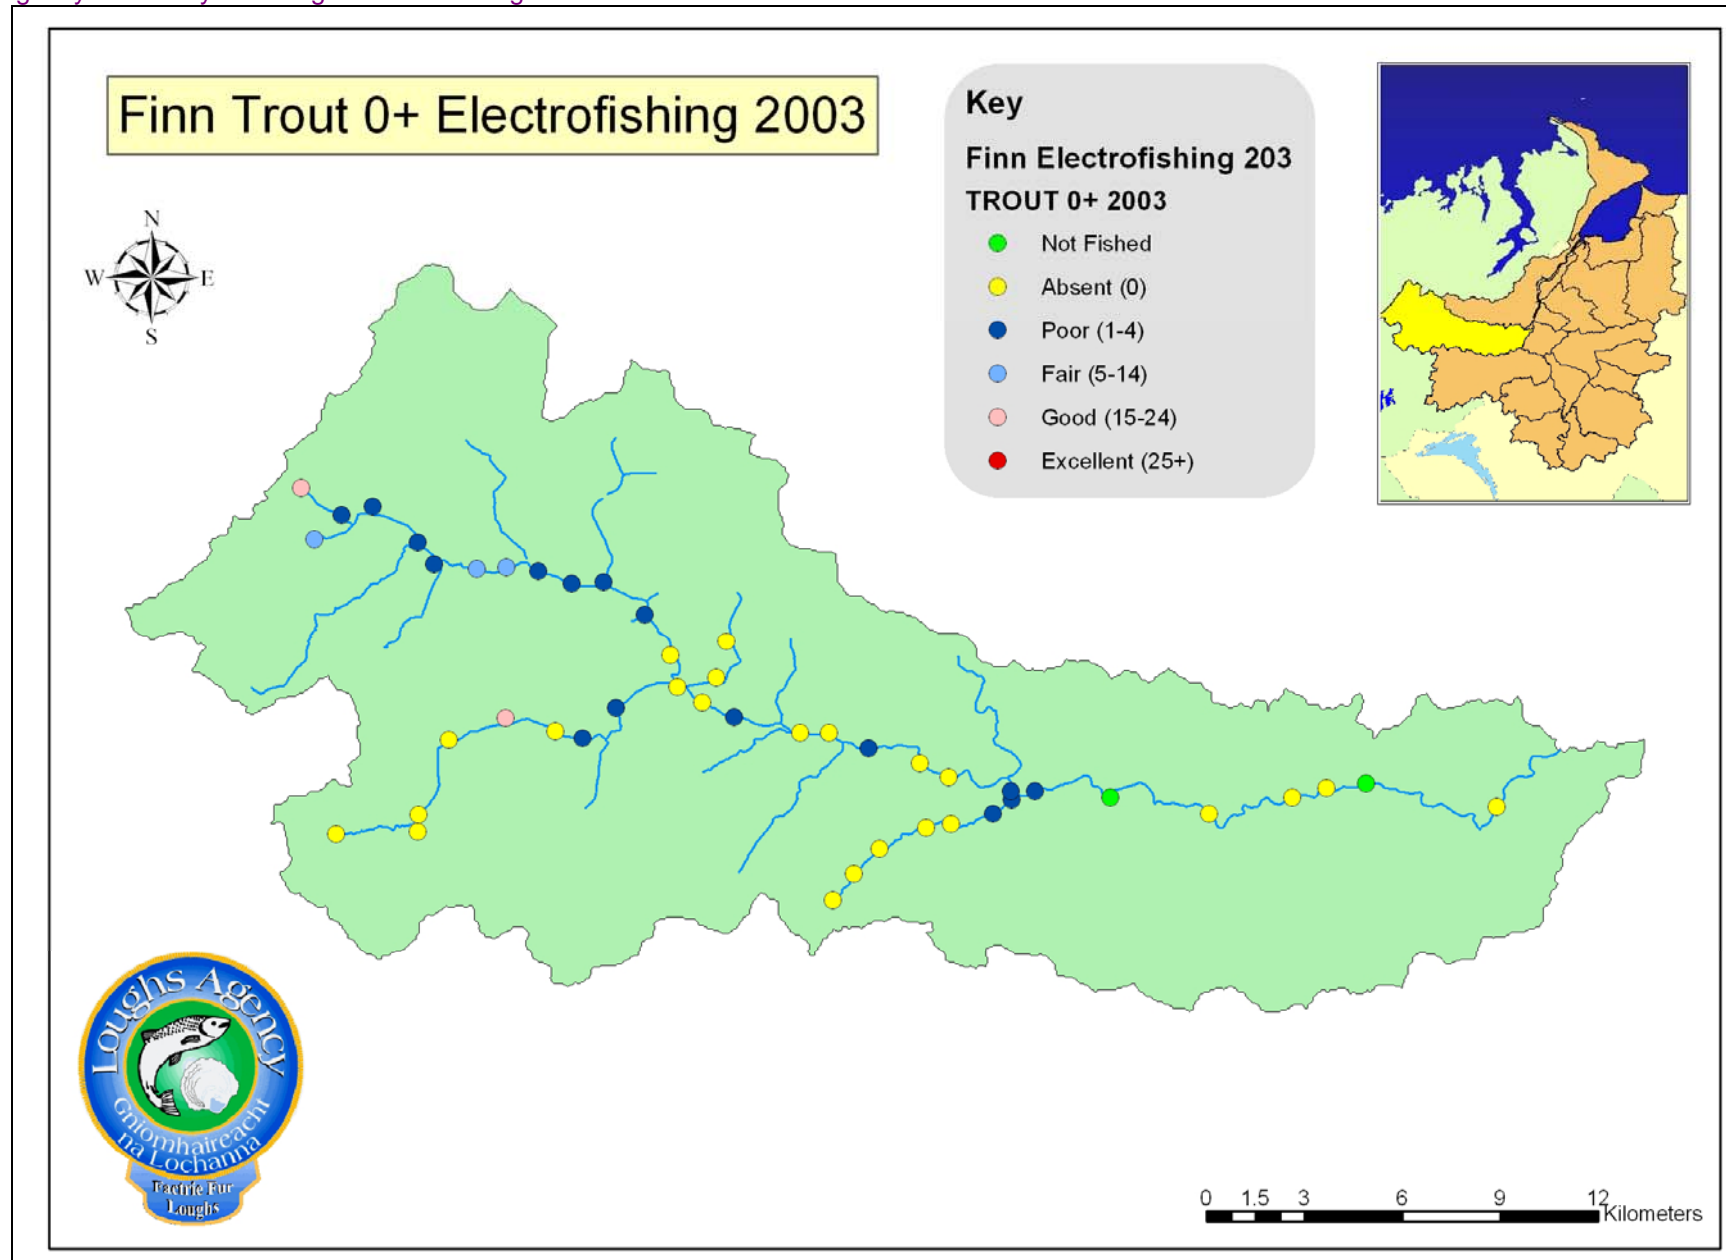 Finn Trout 0+ Electrofishing 2003
Key
Finn Electrofishing 203
TROUT 0+ 2003
Not Fished
Absent (0)
Poor (1-4)
Fair (5-14)
Good (15-24)
Excellent (25+)
N
W E
S
Loughs Agency
Gníomhaireacht
na Lochanna
Factrie Fur
Loughs
0 1.5 3 6 9 12
Kilometers